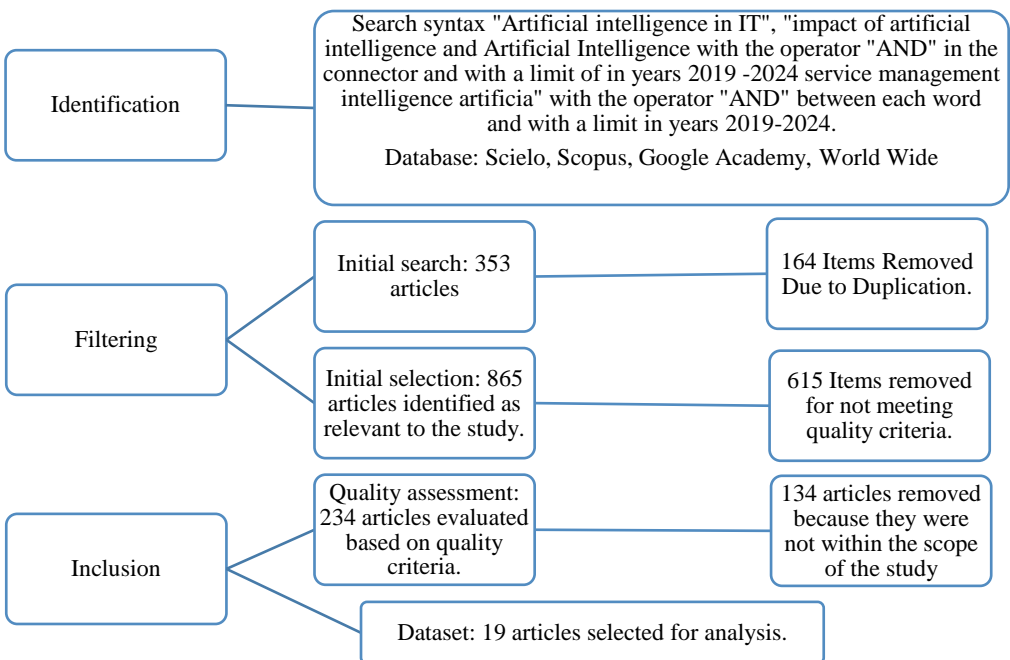 Identification
Search syntax "Artificial intelligence in IT", "impact of artificial
intelligence and Artificial Intelligence with the operator "AND" in the
connector and with a limit of in years 2019 -2024 service management
intelligence artificia" with the operator "AND" between each word
and with a limit in years 2019-2024.
Database: Scielo, Scopus, Google Academy, World Wide
Filtering
Initial search: 353
articles
164 Items Removed
Due to Duplication.
Initial selection: 865
articles identified as
relevant to the study.
615 Items removed
for not meeting
quality criteria.
Inclusion
Quality assessment:
234 articles evaluated
based on quality
criteria.
134 articles removed
because they were
not within the scope
of the study
Dataset: 19 articles selected for analysis.